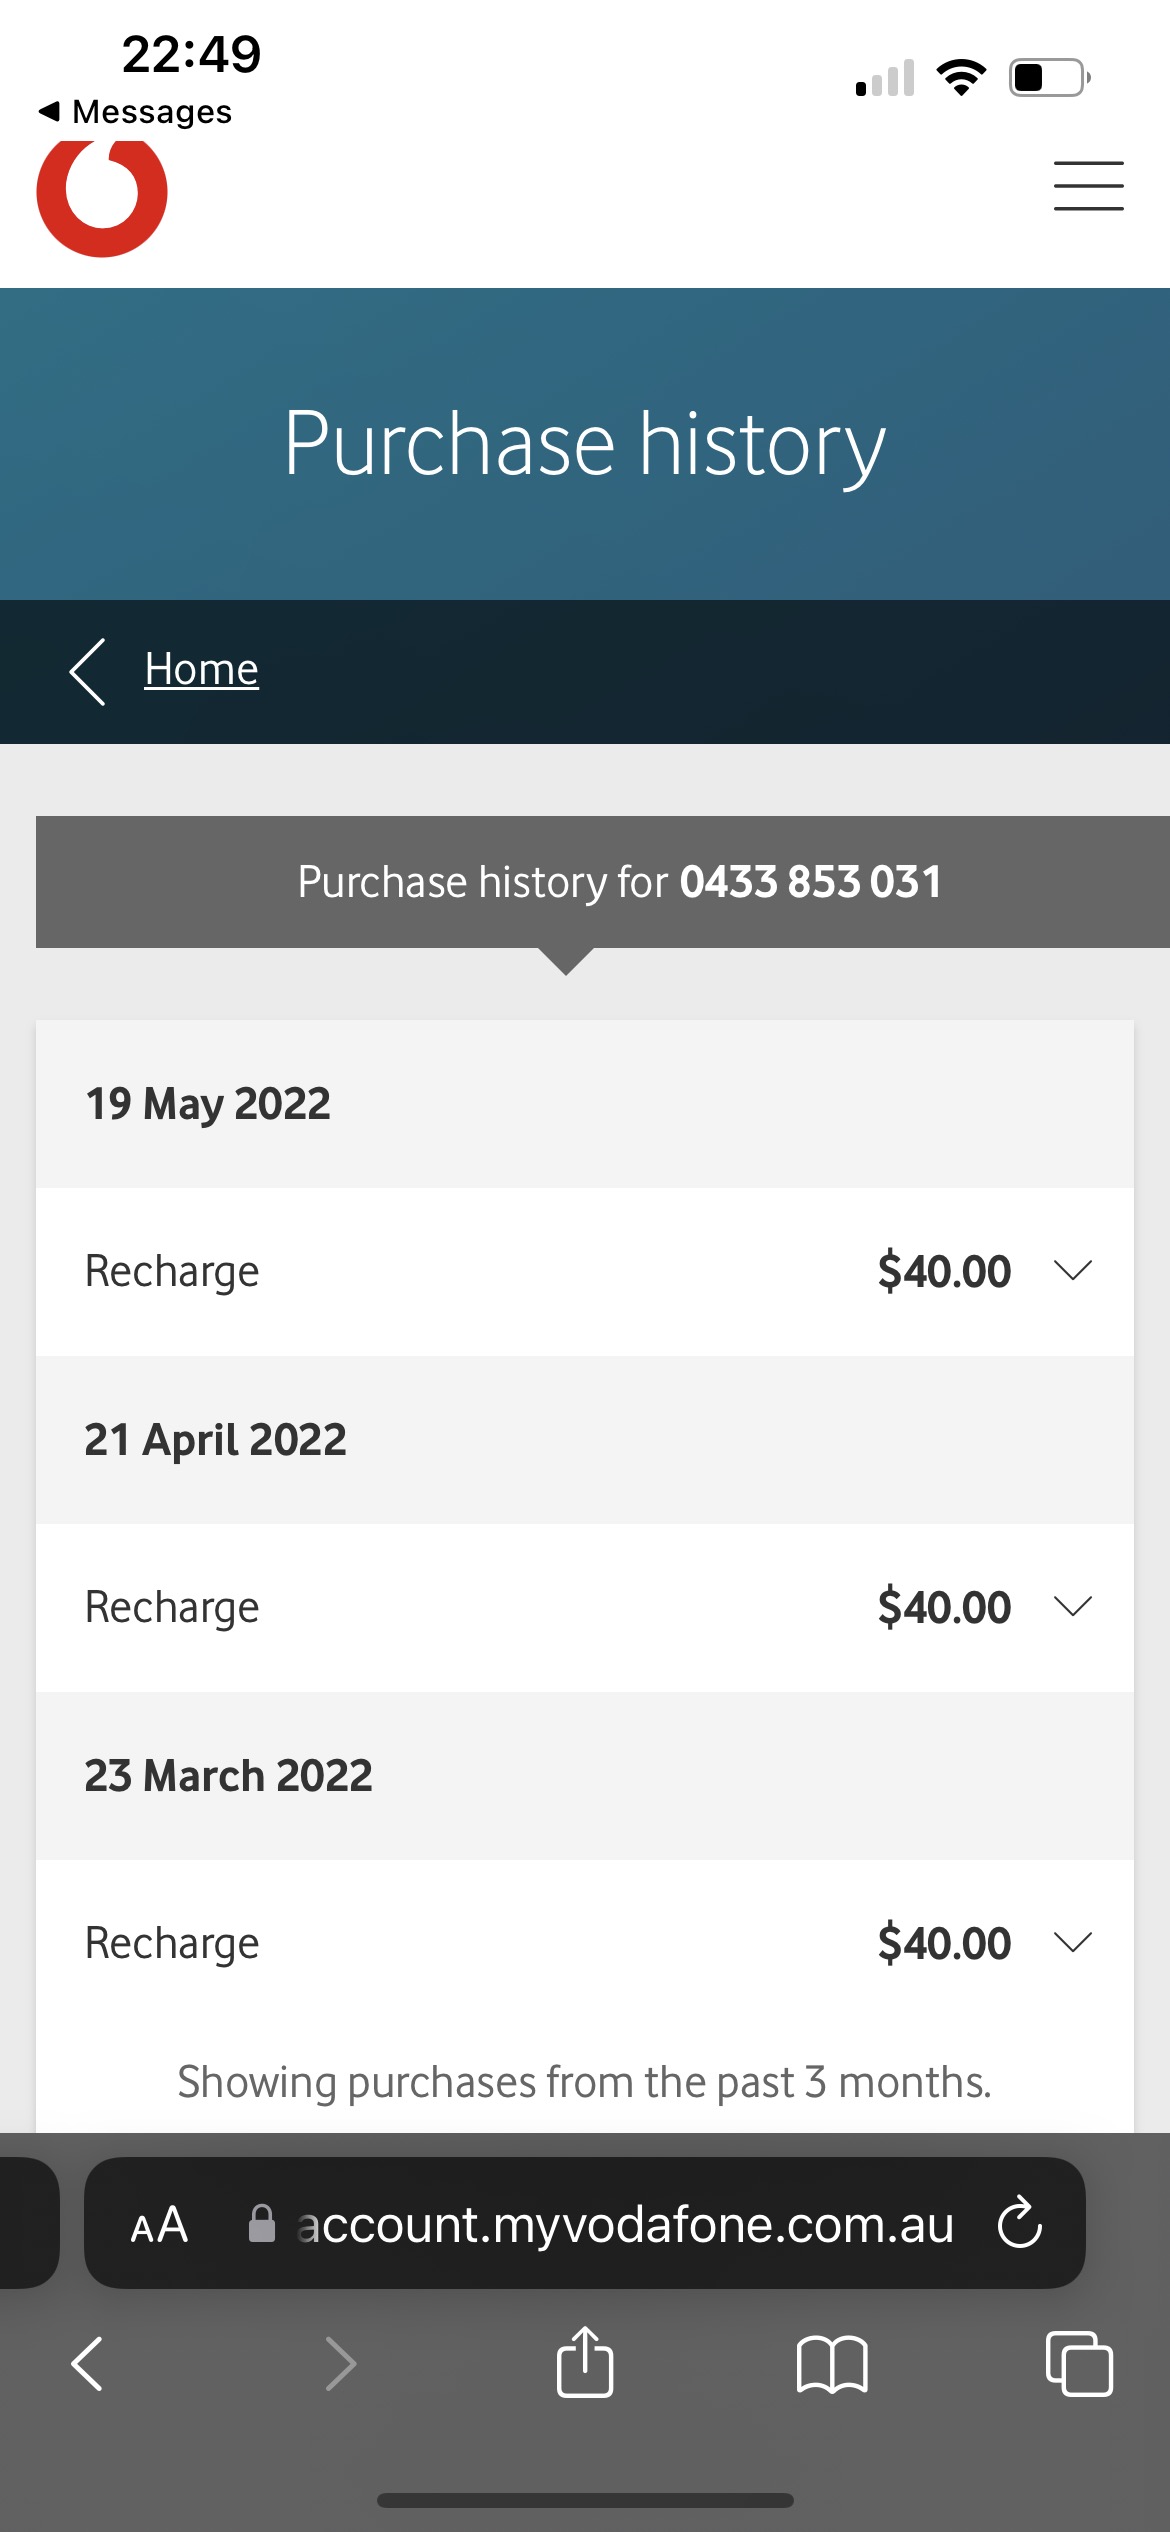 22:49
Messages
Purchase history
Home
Purchase history for 0433 853 031
19 May 2022
Recharge $40.00
21 April 2022
Recharge $40.00
23 March 2022
Recharge $40.00
Showing purchases from the past 3 months.
AA account.myvodafone.com.au